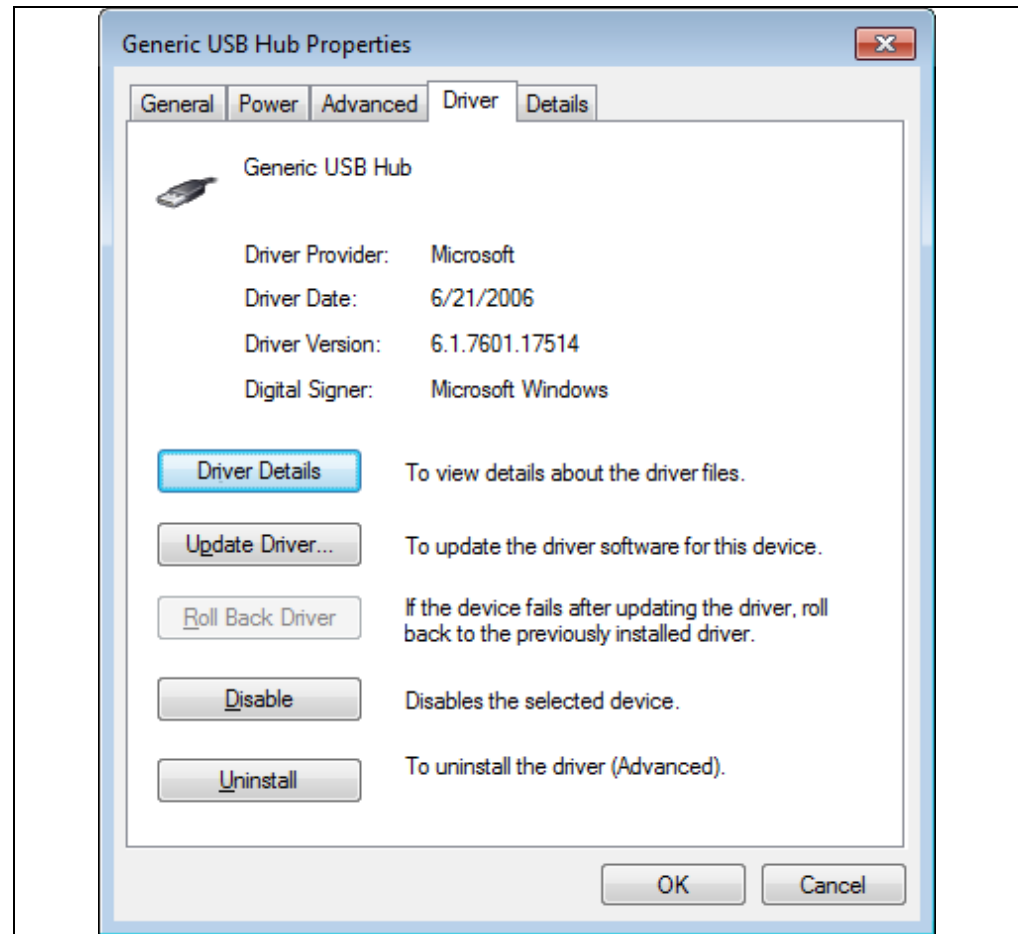 Generic USB Hub Properties
General Power Advanced Driver Details
Generic USB Hub
Driver Provider: Microsoft
Driver Date: 6/21/2006
Driver Version: 6.1.7601.17514
Digital Signer: Microsoft Windows
Driver Details To view details about the driver files.
Update Driver... To update the driver software for this device.
Roll Back Driver If the device fails after updating the driver, roll
back to the previously installed driver.
Disable Disables the selected device.
Uninstall To uninstall the driver (Advanced).
OK Cancel